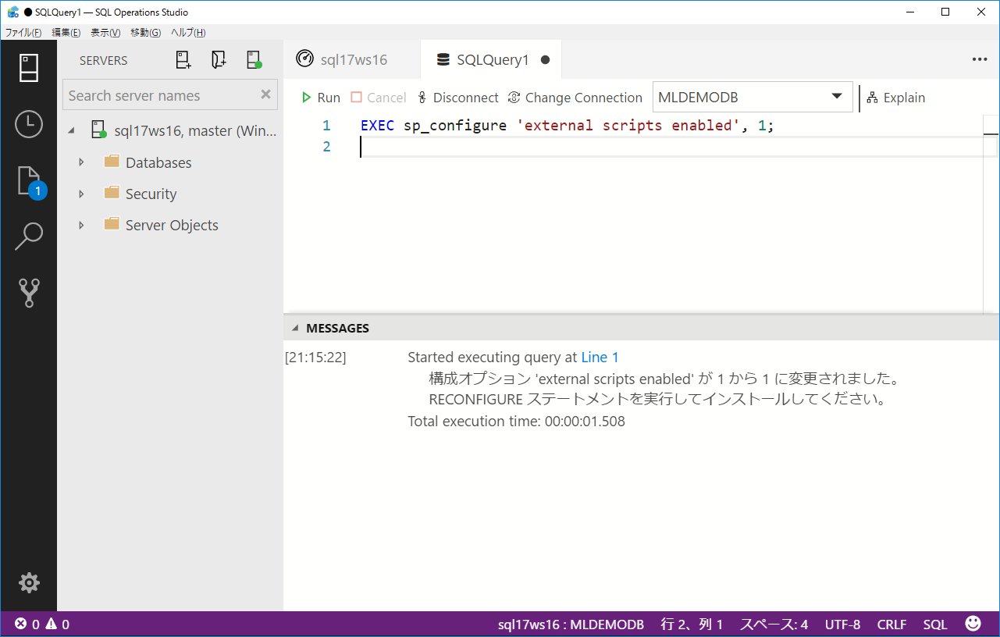 SQLQuery1 — SQL Operations Studio
ファイル(F) 編集(E) 表示(V) 移動(G) ヘルプ(H)
SERVERS
Search server names
sql17ws16, master (Win...
Databases
Security
Server Objects
1
sql17ws16
SQLQuery1
Run Cancel Disconnect Change Connection MLDEMODB Explain
1 EXEC sp_configure 'external scripts enabled', 1;
2
MESSAGES
[21:15:22] Started executing query at Line 1
構成オプション 'external scripts enabled' が 1 から 1 に変更されました。
RECONFIGURE ステートメントを実行してインストールしてください。
Total execution time: 00:00:01.508
0 0 sql17ws16 : MLDEMODB 行 2、列 1 スペース: 4 UTF-8 CRLF SQL